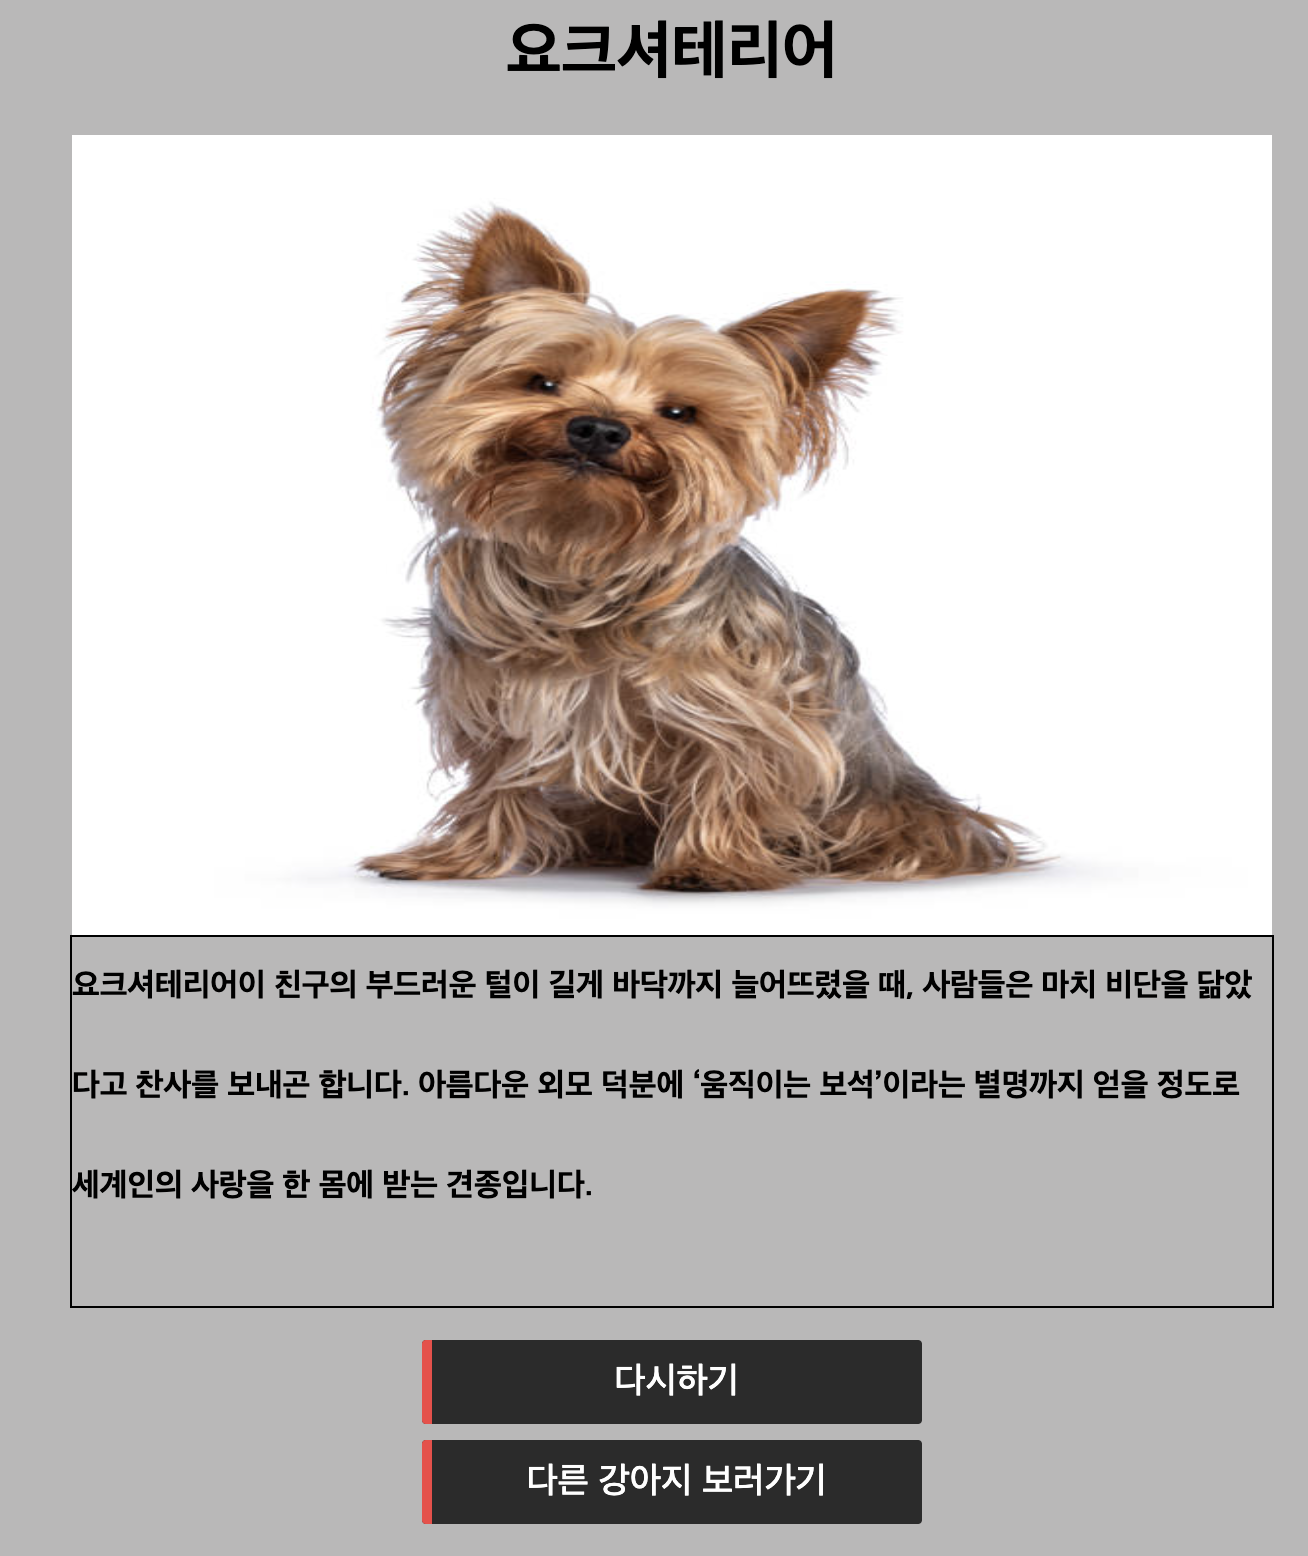 요크셔테리어
요크셔테리어이 친구의 부드러운 털이 길게 바닥까지 늘어뜨렸을 때, 사람들은 마치 비단을 닮았
다고 찬사를 보내곤 합니다. 아름다운 외모 덕분에 ‘움직이는 보석’이라는 별명까지 얻을 정도로
세계인의 사랑을 한 몸에 받는 견종입니다.
다시하기
다른 강아지 보러가기